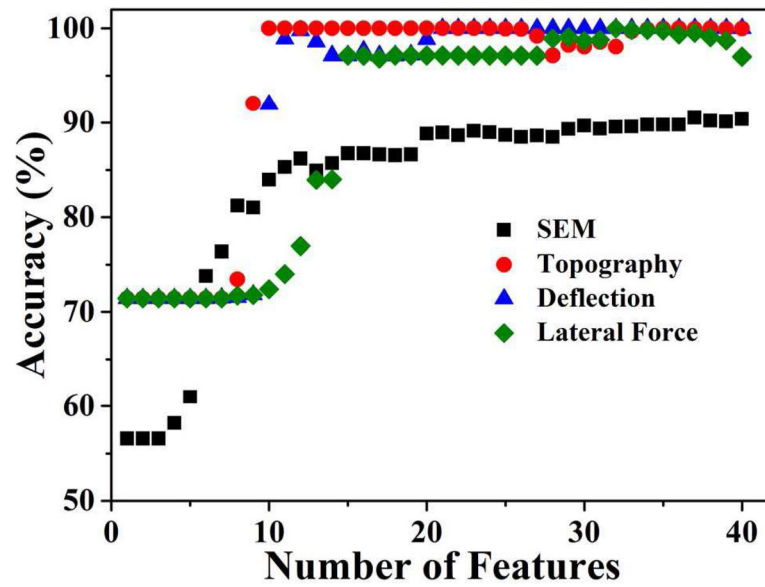 Accuracy (%)
100
90
80
70
60
50
SEM
Topography
Deflection
Lateral Force
0
10
20
30
40
Number of Features